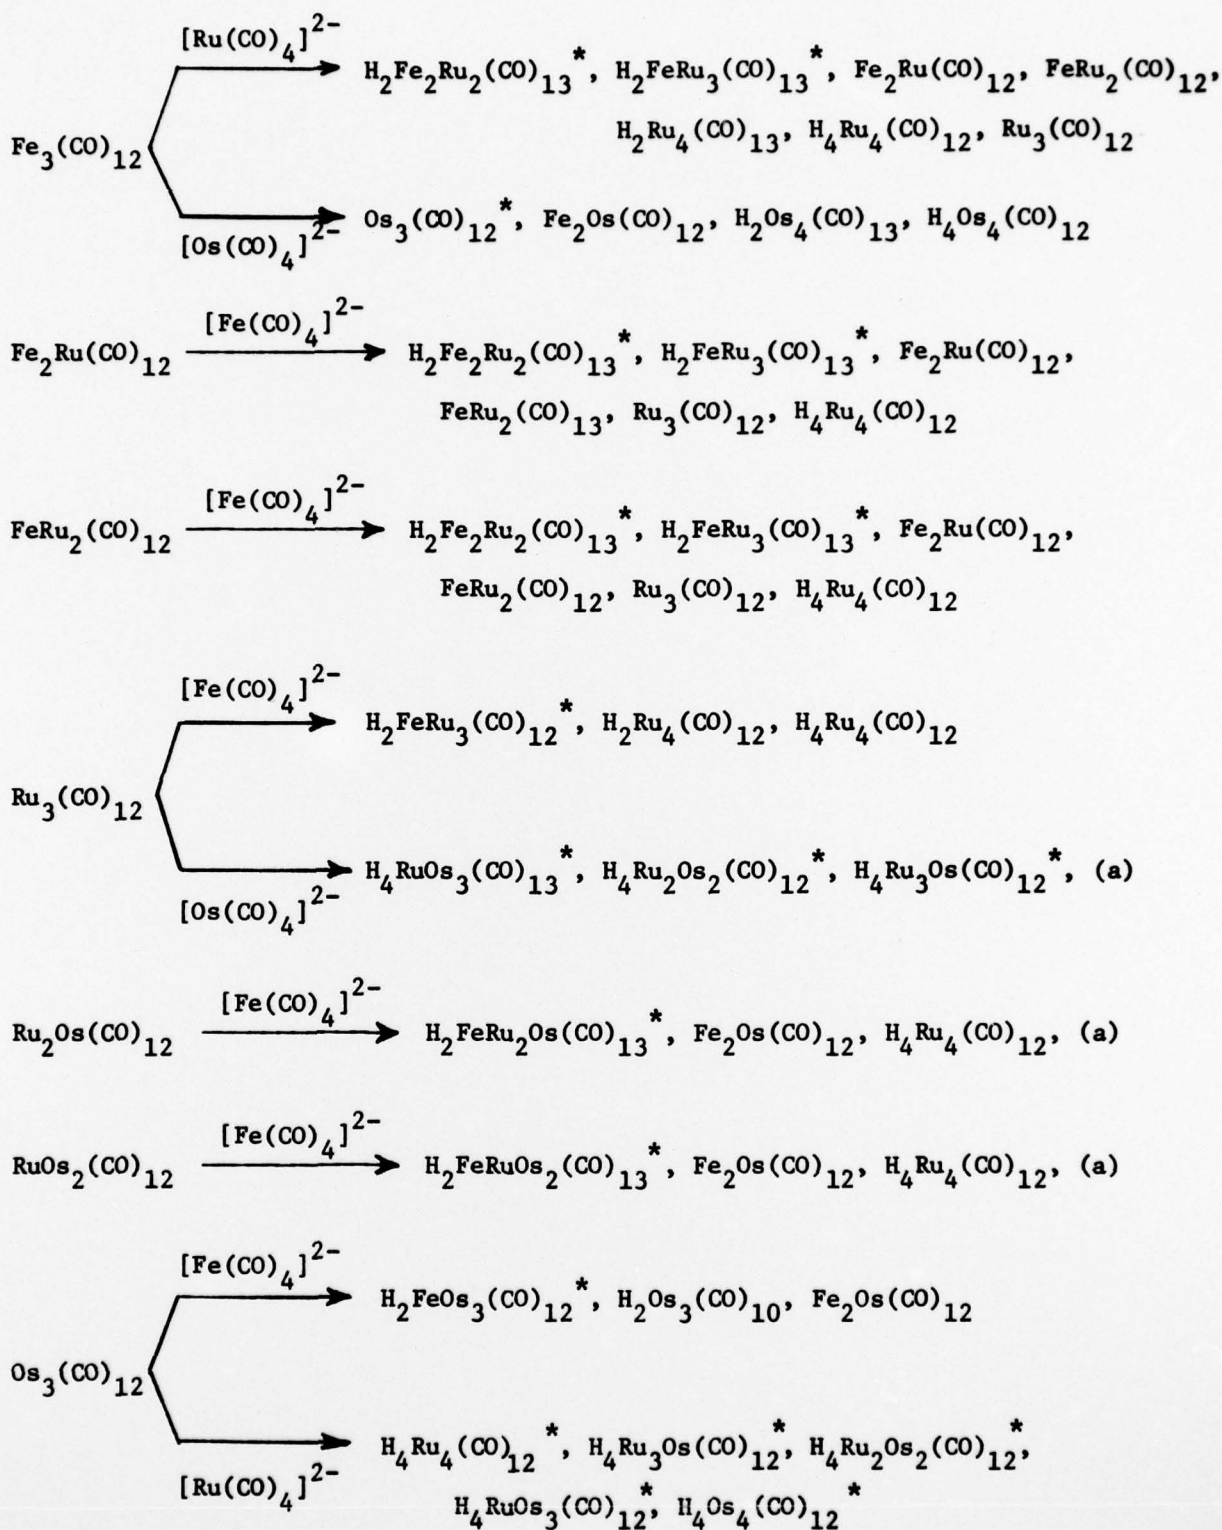 [Ru(CO)4]2-
H2Fe2Ru2(CO)13*, H2FeRu3(CO)13*, Fe2Ru(CO)12, FeRu2(CO)12,
H2Ru4(CO)13, H4Ru4(CO)12, Ru3(CO)12
Fe3(CO)12
Os3(CO)12*, Fe2Os(CO)12, H2Os4(CO)13, H4Os4(CO)12
[Os(CO)4]2-
[Fe(CO)4]2-
Fe2Ru(CO)12 → H2Fe2Ru2(CO)13*, H2FeRu3(CO)13*, Fe2Ru(CO)12,
FeRu2(CO)13, Ru3(CO)12, H4Ru4(CO)12
[Fe(CO)4]2-
FeRu2(CO)12 → H2Fe2Ru2(CO)13*, H2FeRu3(CO)13*, Fe2Ru(CO)12,
FeRu2(CO)12, Ru3(CO)12, H4Ru4(CO)12
[Fe(CO)4]2-
H2FeRu3(CO)12*, H2Ru4(CO)12, H4Ru4(CO)12
Ru3(CO)12
H4RuOs3(CO)13*, H4Ru2Os2(CO)12*, H4Ru3Os(CO)12*, (a)
[Os(CO)4]2-
[Fe(CO)4]2-
Ru2Os(CO)12 → H2FeRu2Os(CO)13*, Fe2Os(CO)12, H4Ru4(CO)12, (a)
[Fe(CO)4]2-
RuOs2(CO)12 → H2FeRuOs2(CO)13*, Fe2Os(CO)12, H4Ru4(CO)12, (a)
[Fe(CO)4]2-
H2FeOs3(CO)12*, H2Os3(CO)10, Fe2Os(CO)12
Os3(CO)12
H4Ru4(CO)12*, H4Ru3Os(CO)12*, H4Ru2Os2(CO)12*,
[Ru(CO)4]2-
H4RuOs3(CO)12*, H4Os4(CO)12*